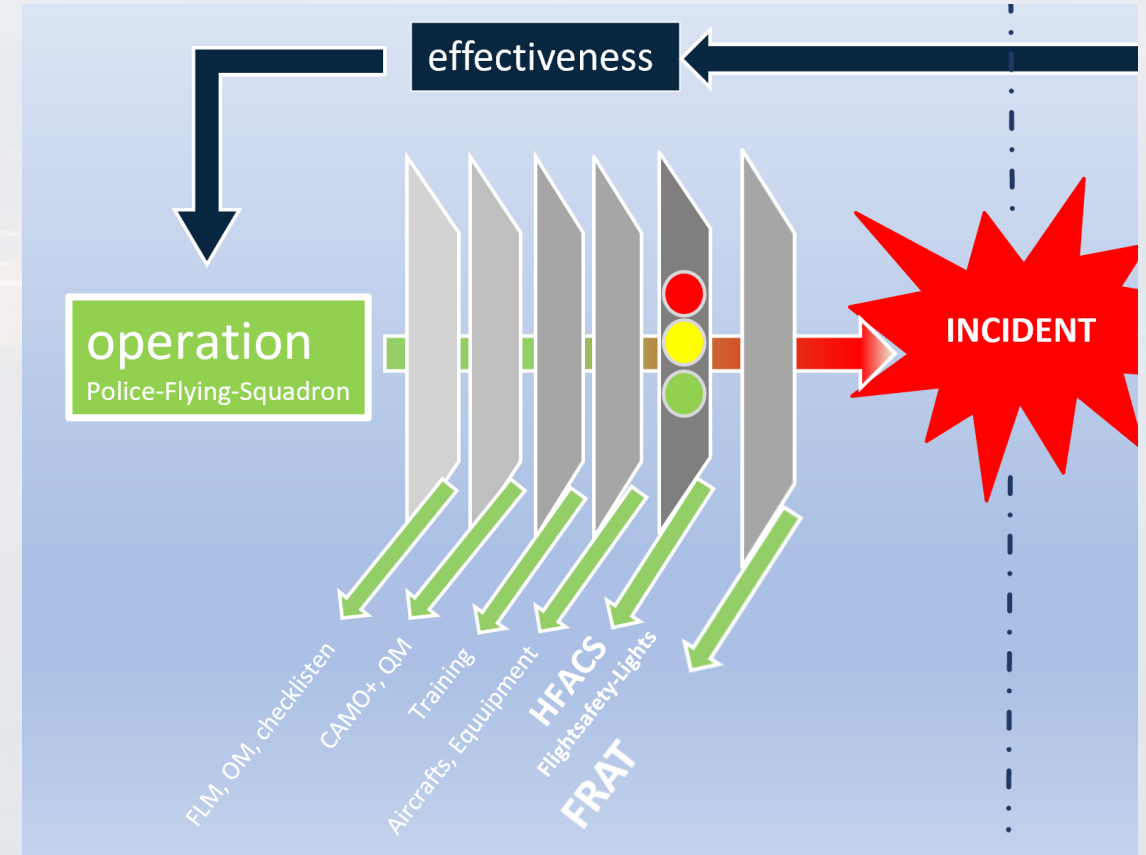 effectiveness
operation
Police-Flying-Squadron
INCIDENT
FLM, OM, checklisten
CAMO+, QM
Training
Aircrafts, Equuipment
HFACS
Flightsafety-Lights
FRAT